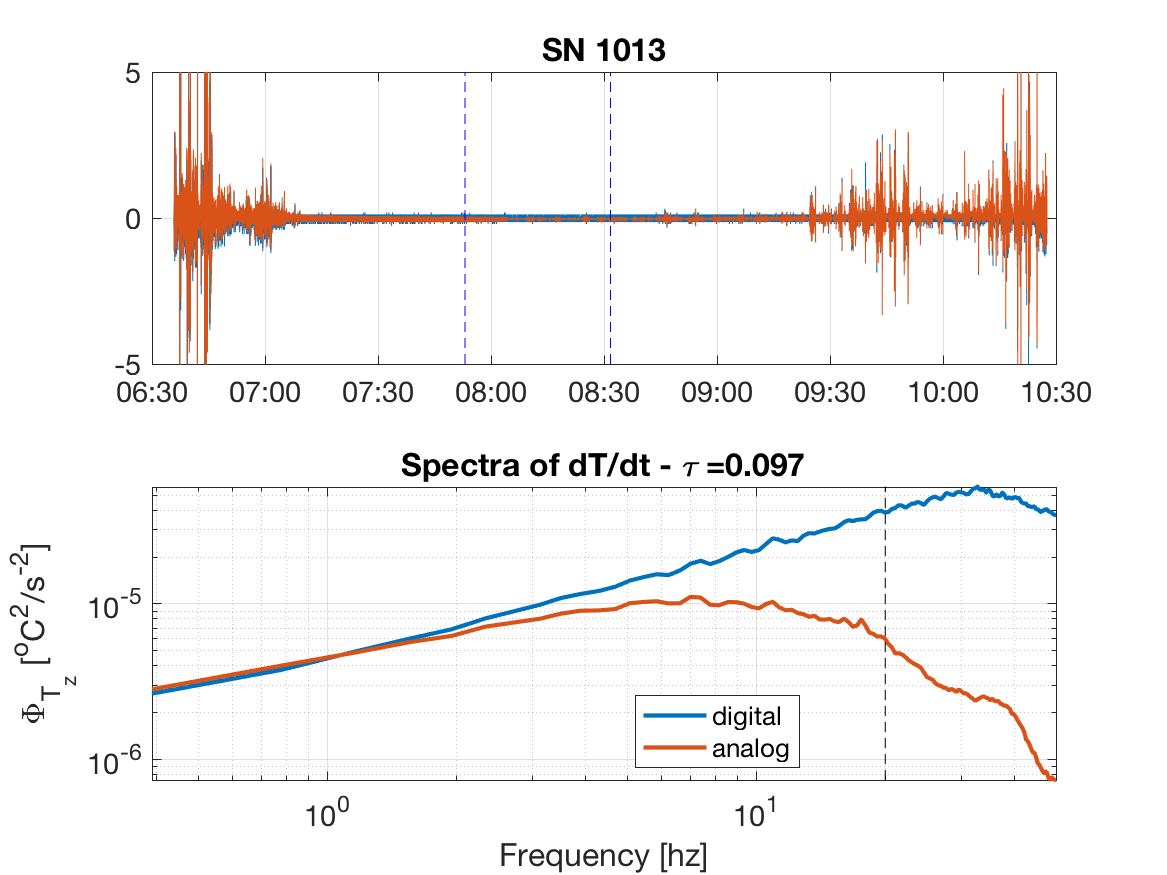 SN 1013
5
0
-5
06:30 07:00 07:30 08:00 08:30 09:00 09:30 10:00 10:30
Spectra of dT/dt - τ =0.097
Φ_{T_z} [°C²/s⁻²]
10⁻⁵
10⁻⁶
digital
analog
10⁰ 10¹
Frequency [hz]